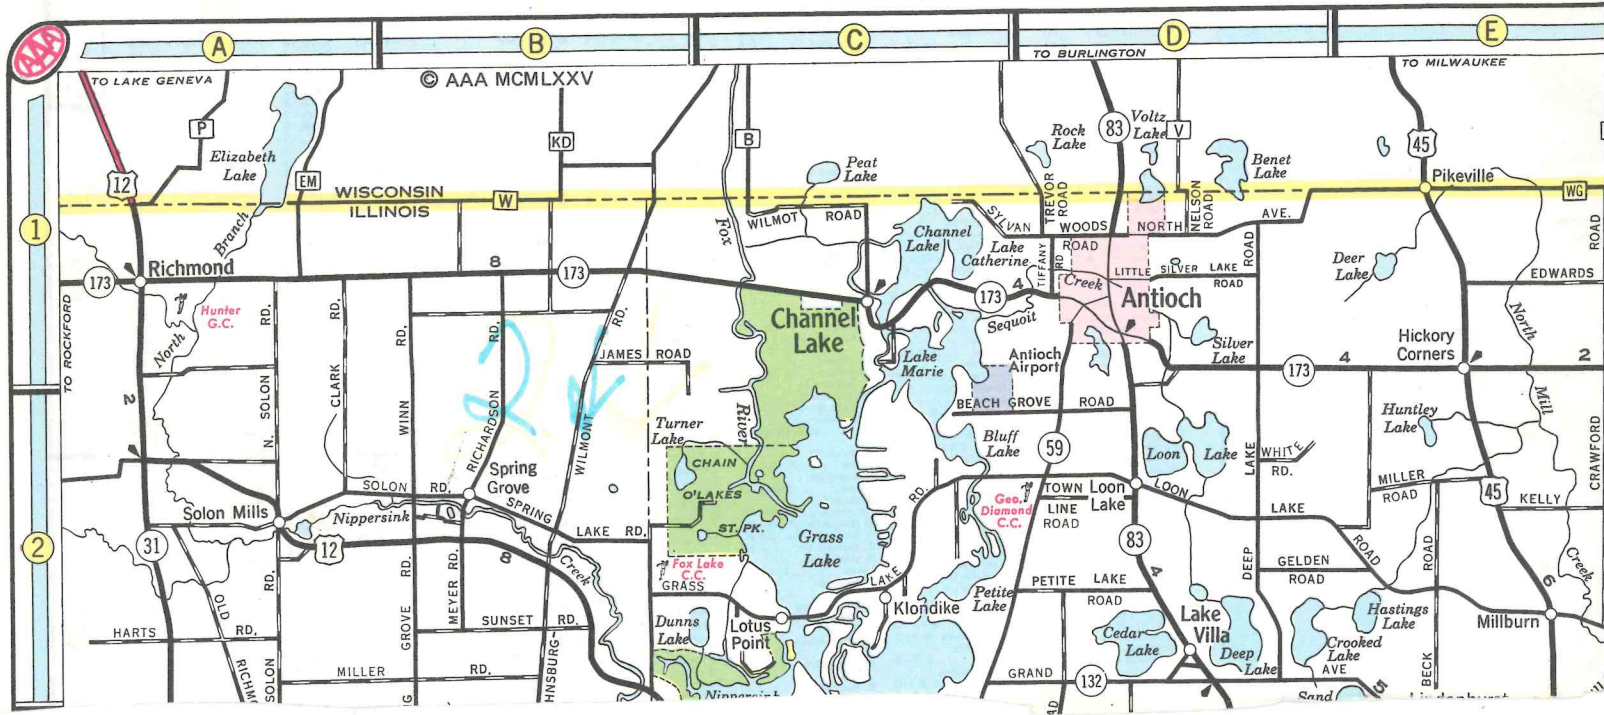 AAA
A
B
C
D
E
TO LAKE GENEVA
© AAA MCMLXXV
TO BURLINGTON
TO MILWAUKEE
P
KD
B
83
Voltz
Lake
V
45
Rock
Lake
Elizabeth
Lake
12
EM
Peat
Lake
Benet
Lake
Pikeville
WISCONSIN
ILLINOIS
W
WG
1
Branch
Fox
WILMOT ROAD
Channel
Lake
SYLVAN
TREVOR
ROAD
WOODS
ROAD
NORTH
NELSON
ROAD
AVE.
ROAD
Lake
Catherine
TIFFANY
RD
Deer
Lake
EDWARDS
173
Richmond
8
173
LITTLE SILVER LAKE
ROAD
ROAD
Creek
Antioch
173
4
Sequoit
Hunter
G.C.
North
TO ROCKFORD
RD.
RD.
RD.
RD.
RD.
Channel
Lake
North
Hickory
Corners
Silver
Lake
Antioch
Airport
Lake
Marie
JAMES ROAD
2
173
4
2
2
SOLON
N.
CLARK
WINN
RICHARDSON
WILMONT
River
BEACH GROVE ROAD
Mill
Huntley
Lake
CRAWFORD
Turner
Lake
CHAIN
O'LAKES
ST. PK.
Bluff
Lake
59
Loon Lake
LAKE
WHITE
RD.
MILLER
ROAD
Spring
Grove
SOLON RD.
SPRING
LAKE RD.
RD.
Geo.
Diamond
C.C.
TOWN
LINE
ROAD
Loon
Lake
LOON
LAKE
ROAD
45
KELLY
Solon Mills
Nippersink
Creek
2
31
12
8
Grass
Lake
83
4
DEEP
GELDEN
ROAD
ROAD
Creek
6
Fox Lake
C.C.
GRASS
LAKE
Klondike
Petite
Lake
PETITE LAKE
ROAD
OLD
RD.
RD.
MEYER RD.
GROVE
HARTS RD.
SUNSET RD.
Dunns
Lake
Lotus
Point
Cedar
Lake
Lake
Villa
Deep
Lake
Hastings
Lake
Crooked
Lake
Millburn
SOLON
MILLER RD.
Nippersink
GRAND
132
AVE
BECK
Sand